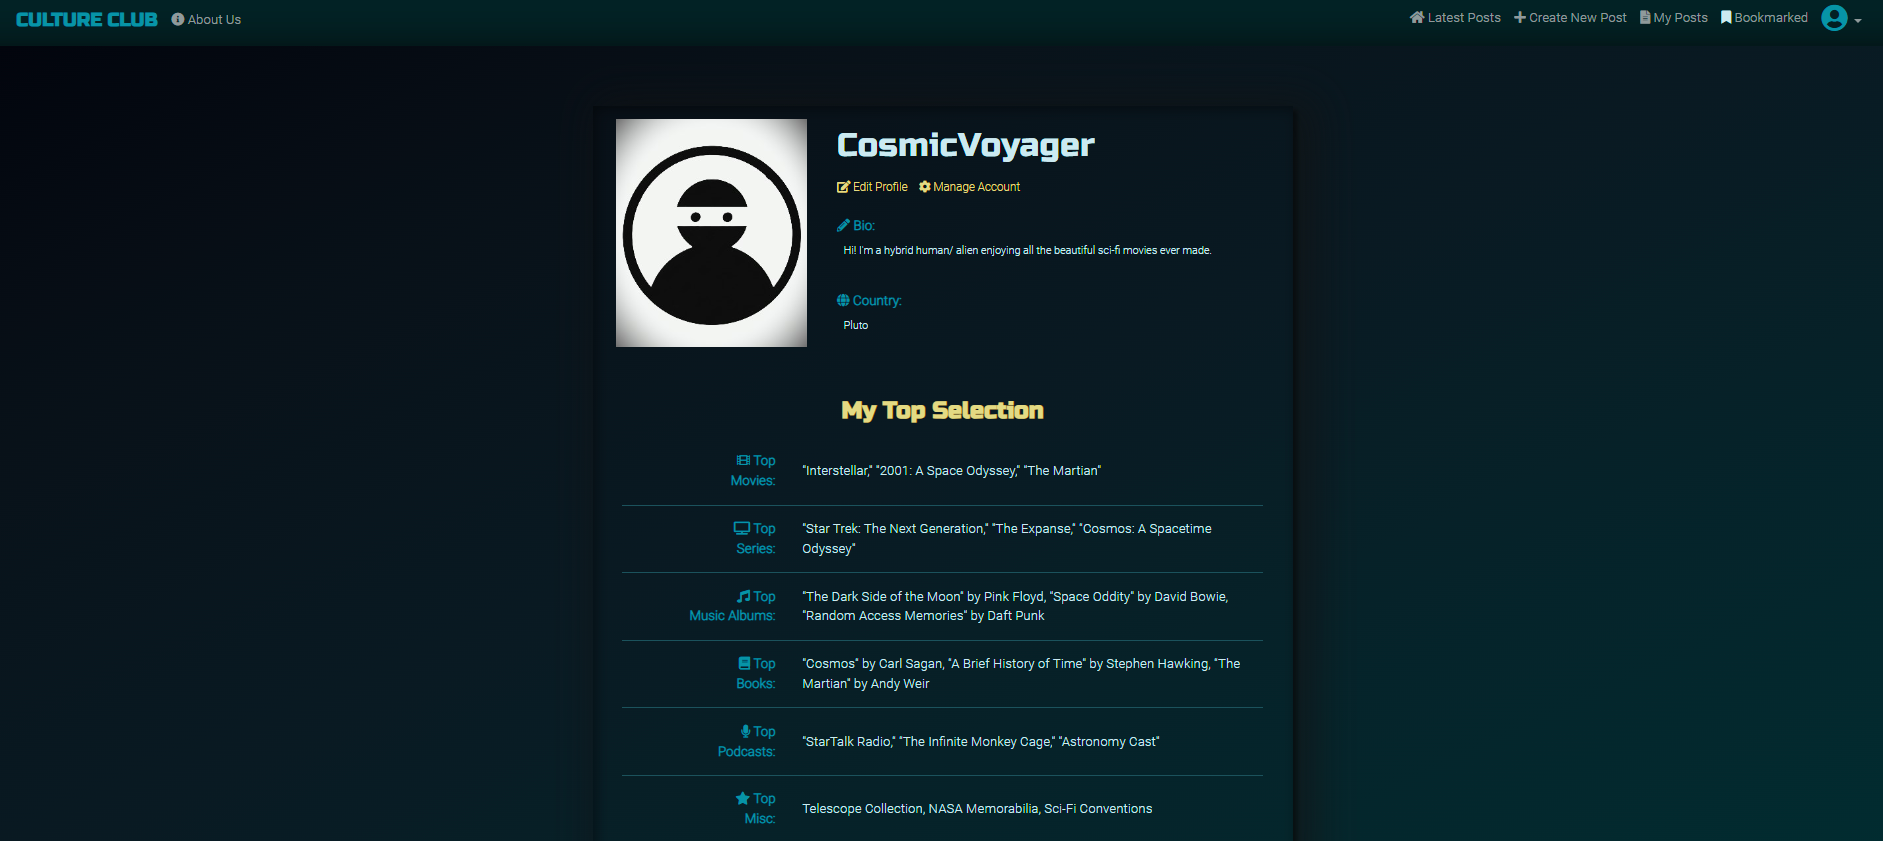 CULTURE CLUB About Us Latest Posts Create New Post My Posts Bookmarked
CosmicVoyager
Edit Profile Manage Account
Bio:
Hi! I'm a hybrid human/ alien enjoying all the beautiful sci-fi movies ever made.
Country:
Pluto
My Top Selection
Top
Movies:
"Interstellar," "2001: A Space Odyssey," "The Martian"
Top
Series:
"Star Trek: The Next Generation," "The Expanse," "Cosmos: A Spacetime
Odyssey"
Top
Music Albums:
"The Dark Side of the Moon" by Pink Floyd, "Space Oddity" by David Bowie,
"Random Access Memories" by Daft Punk
Top
Books:
"Cosmos" by Carl Sagan, "A Brief History of Time" by Stephen Hawking, "The
Martian" by Andy Weir
Top
Podcasts:
"StarTalk Radio," "The Infinite Monkey Cage," "Astronomy Cast"
Top
Misc:
Telescope Collection, NASA Memorabilia, Sci-Fi Conventions